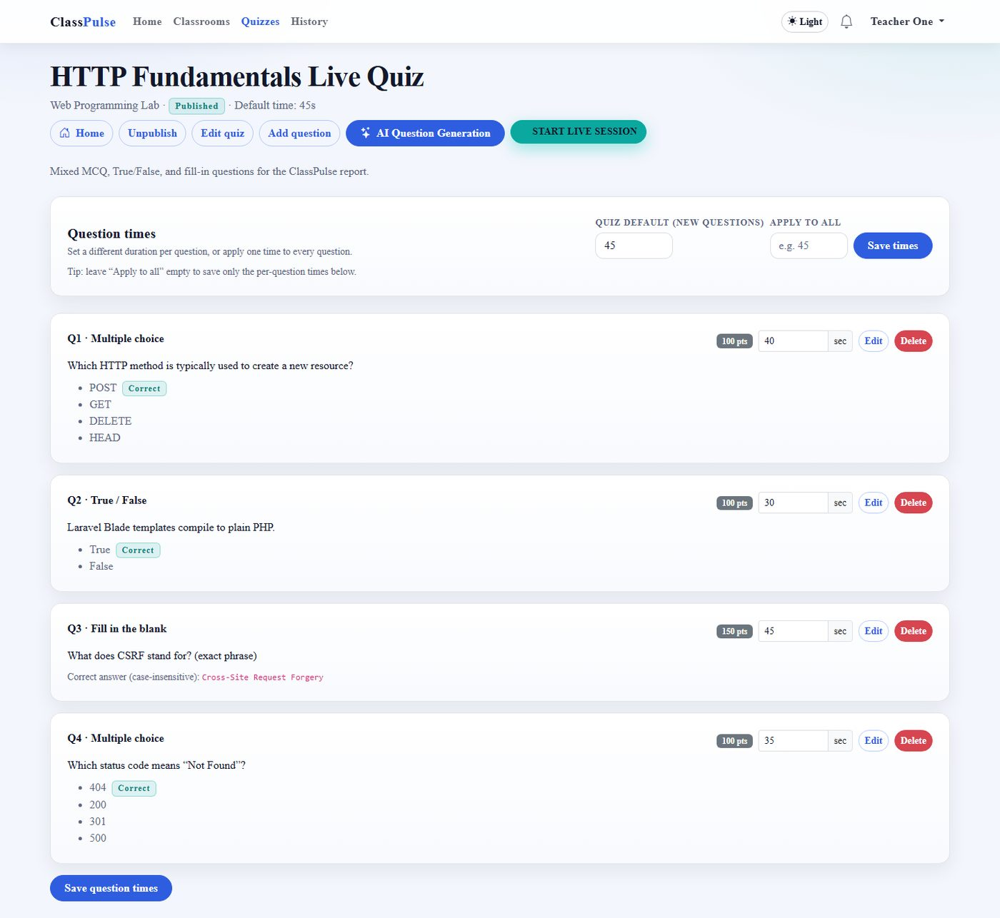 ClassPulse Home Classrooms Quizzes History Light Teacher One
HTTP Fundamentals Live Quiz
Web Programming Lab · Published · Default time: 45s
Home Unpublish Edit quiz Add question AI Question Generation START LIVE SESSION
Mixed MCQ, True/False, and fill-in questions for the ClassPulse report.
QUIZ DEFAULT (NEW QUESTIONS) APPLY TO ALL
Question times
45 e.g. 45 Save times
Set a different duration per question, or apply one time to every question.
Tip: leave “Apply to all” empty to save only the per-question times below.
Q1 · Multiple choice 100 pts 40 sec Edit Delete
Which HTTP method is typically used to create a new resource?
• POST Correct
• GET
• DELETE
• HEAD
Q2 · True / False 100 pts 30 sec Edit Delete
Laravel Blade templates compile to plain PHP.
• True Correct
• False
Q3 · Fill in the blank 150 pts 45 sec Edit Delete
What does CSRF stand for? (exact phrase)
Correct answer (case-insensitive): Cross-Site Request Forgery
Q4 · Multiple choice 100 pts 35 sec Edit Delete
Which status code means “Not Found”?
• 404 Correct
• 200
• 301
• 500
Save question times